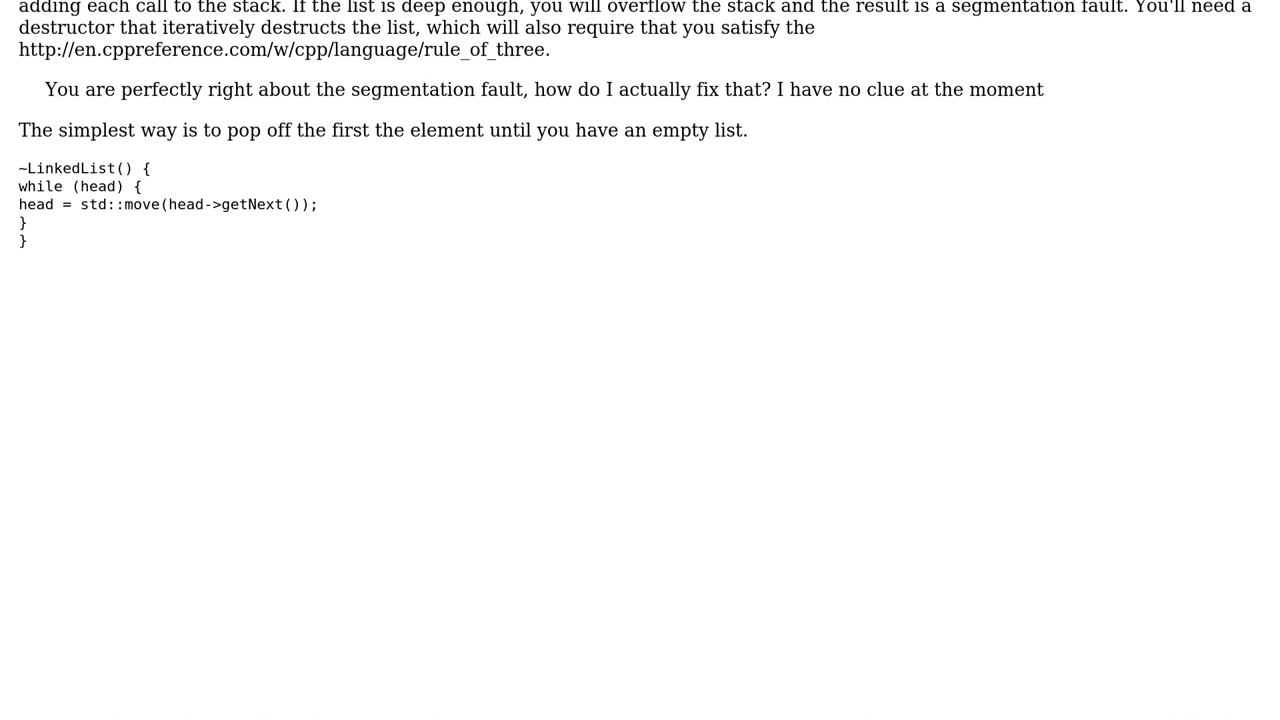 adding each call to the stack. If the list is deep enough, you will overflow the stack and the result is a segmentation fault. You'll need a
destructor that iteratively destructs the list, which will also require that you satisfy the
http://en.cppreference.com/w/cpp/language/rule_of_three.
You are perfectly right about the segmentation fault, how do I actually fix that? I have no clue at the moment
The simplest way is to pop off the first the element until you have an empty list.
~LinkedList() {
while (head) {
head = std::move(head->getNext());
}
}